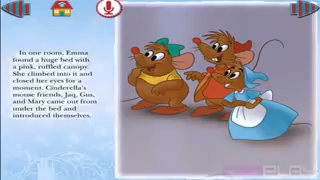 In one room, Emma
found a huge bed with
a pink, ruffled canopy.
She climbed into it and
closed her eyes for a
moment. Cinderella's
mouse friends, Jaq, Gus,
and Mary came out from
under the bed and
introduced themselves.